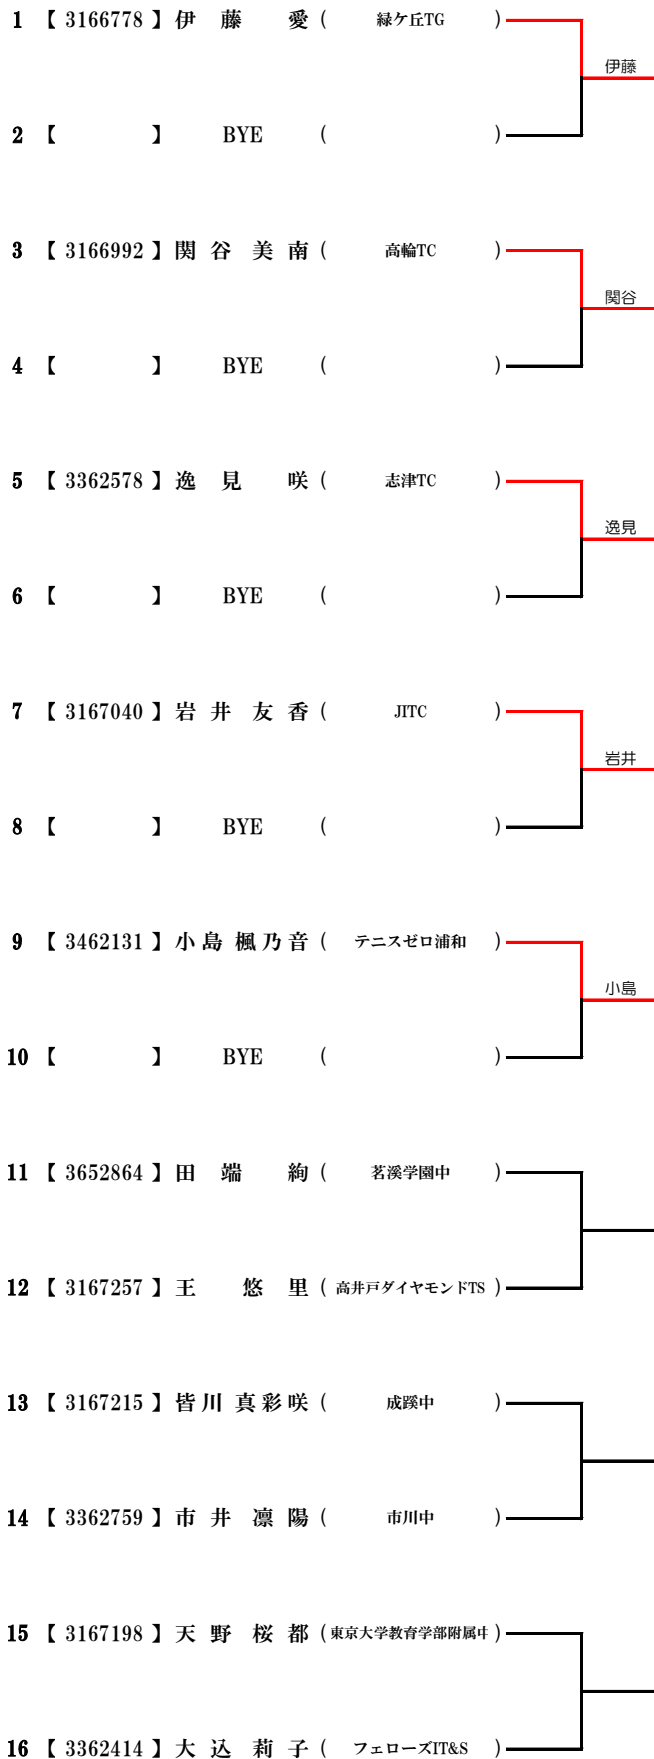 1 【 3166778 】 伊 藤 愛 ( 緑ケ丘TG )
伊藤
2 【 】 BYE ( )
3 【 3166992 】 関 谷 美 南 ( 高輪TC )
関谷
4 【 】 BYE ( )
5 【 3362578 】 逸 見 咲 ( 志津TC )
逸見
6 【 】 BYE ( )
7 【 3167040 】 岩 井 友 香 ( JITC )
岩井
8 【 】 BYE ( )
9 【 3462131 】 小 島 楓 乃 音 ( テニスゼロ浦和 )
小島
10 【 】 BYE ( )
11 【 3652864 】 田 端 絢 ( 茗溪学園中 )
12 【 3167257 】 王 悠 里 ( 高井戸ダイヤモンドTS )
13 【 3167215 】 皆 川 真 彩 咲 ( 成蹊中 )
14 【 3362759 】 市 井 凛 陽 ( 市川中 )
15 【 3167198 】 天 野 桜 都 ( 東京大学教育学部附属中 )
16 【 3362414 】 大 込 莉 子 ( フェローズIT&S )